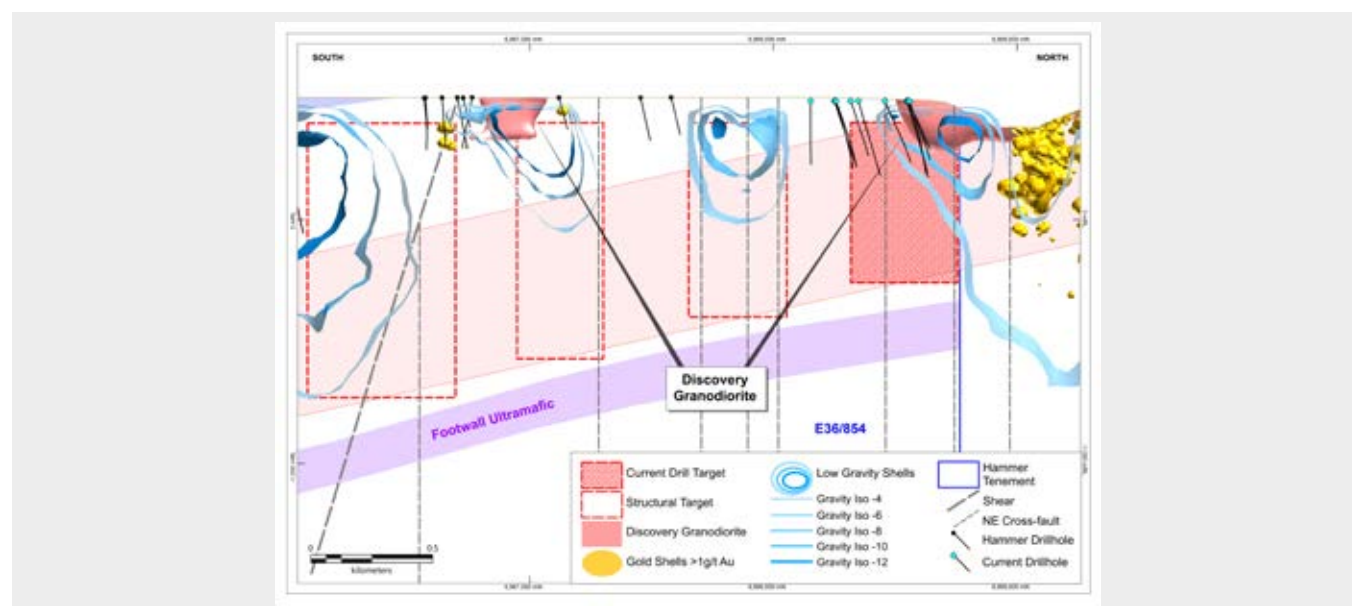 SOUTH
NORTH
Discovery
Granodiorite
Footwall Ultramafic
E36/854
Current Drill Target
Structural Target
Discovery Granodiorite
Gold Shells >1g/t Au
Low Gravity Shells
Gravity Iso -4
Gravity Iso -6
Gravity Iso -8
Gravity Iso -10
Gravity Iso -12
Hammer
Tenement
Shear
NE Cross-fault
Hammer Drillhole
Current Drillhole
0 0.5
kilometers